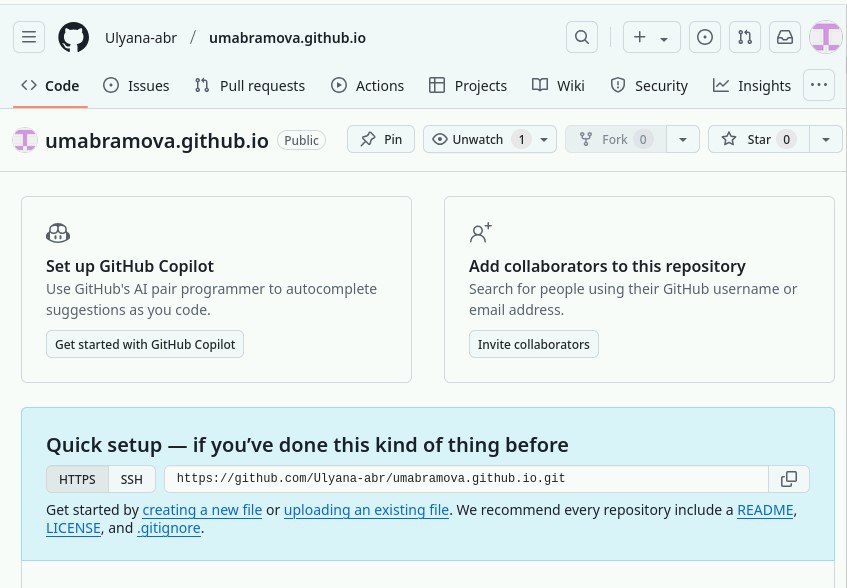 Ulyana-abr / umabramova.github.io
Code Issues Pull requests Actions Projects Wiki Security Insights
umabramova.github.io Public Pin Unwatch 1 Fork 0 Star 0
Set up GitHub Copilot
Use GitHub's AI pair programmer to autocomplete
suggestions as you code.
Get started with GitHub Copilot
Add collaborators to this repository
Search for people using their GitHub username or
email address.
Invite collaborators
Quick setup — if you’ve done this kind of thing before
HTTPS SSH https://github.com/Ulyana-abr/umabramova.github.io.git
Get started by creating a new file or uploading an existing file. We recommend every repository include a README,
LICENSE, and .gitignore.